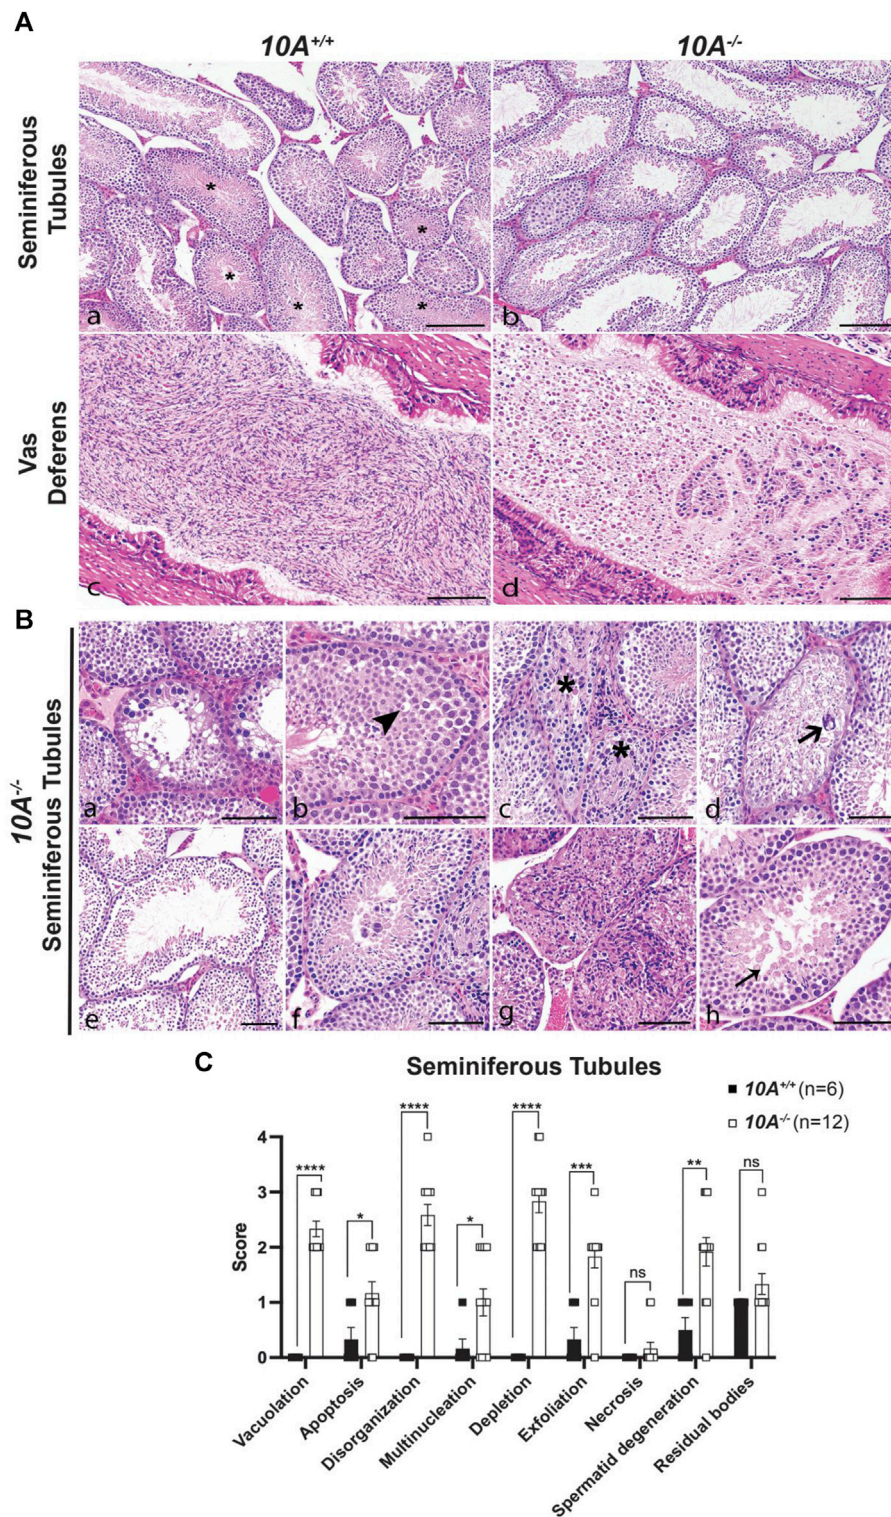 A
10A+/+
10A-/-
Seminiferous
Tubules
*
*
*
*
*
a
b
Vas
Deferens
c
d
B
10A-/-
Seminiferous Tubules
a
b
*
*
c
d
e
f
g
h
C
Seminiferous Tubules
10A+/+ (n=6)
10A-/- (n=12)
Score
4
3
2
1
0
****
*
****
*
****
***
ns
**
ns
Vacuolation
Apoptosis
Disorganization
Multinucleation
Depletion
Exfoliation
Necrosis
Spermatid degeneration
Residual bodies